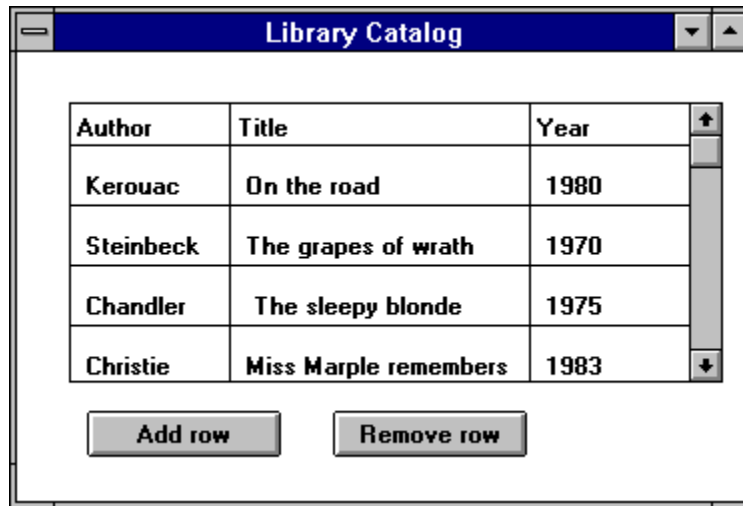 Library Catalog
Author Title Year
Kerouac On the road 1980
Steinbeck The grapes of wrath 1970
Chandler The sleepy blonde 1975
Christie Miss Marple remembers 1983
Add row Remove row